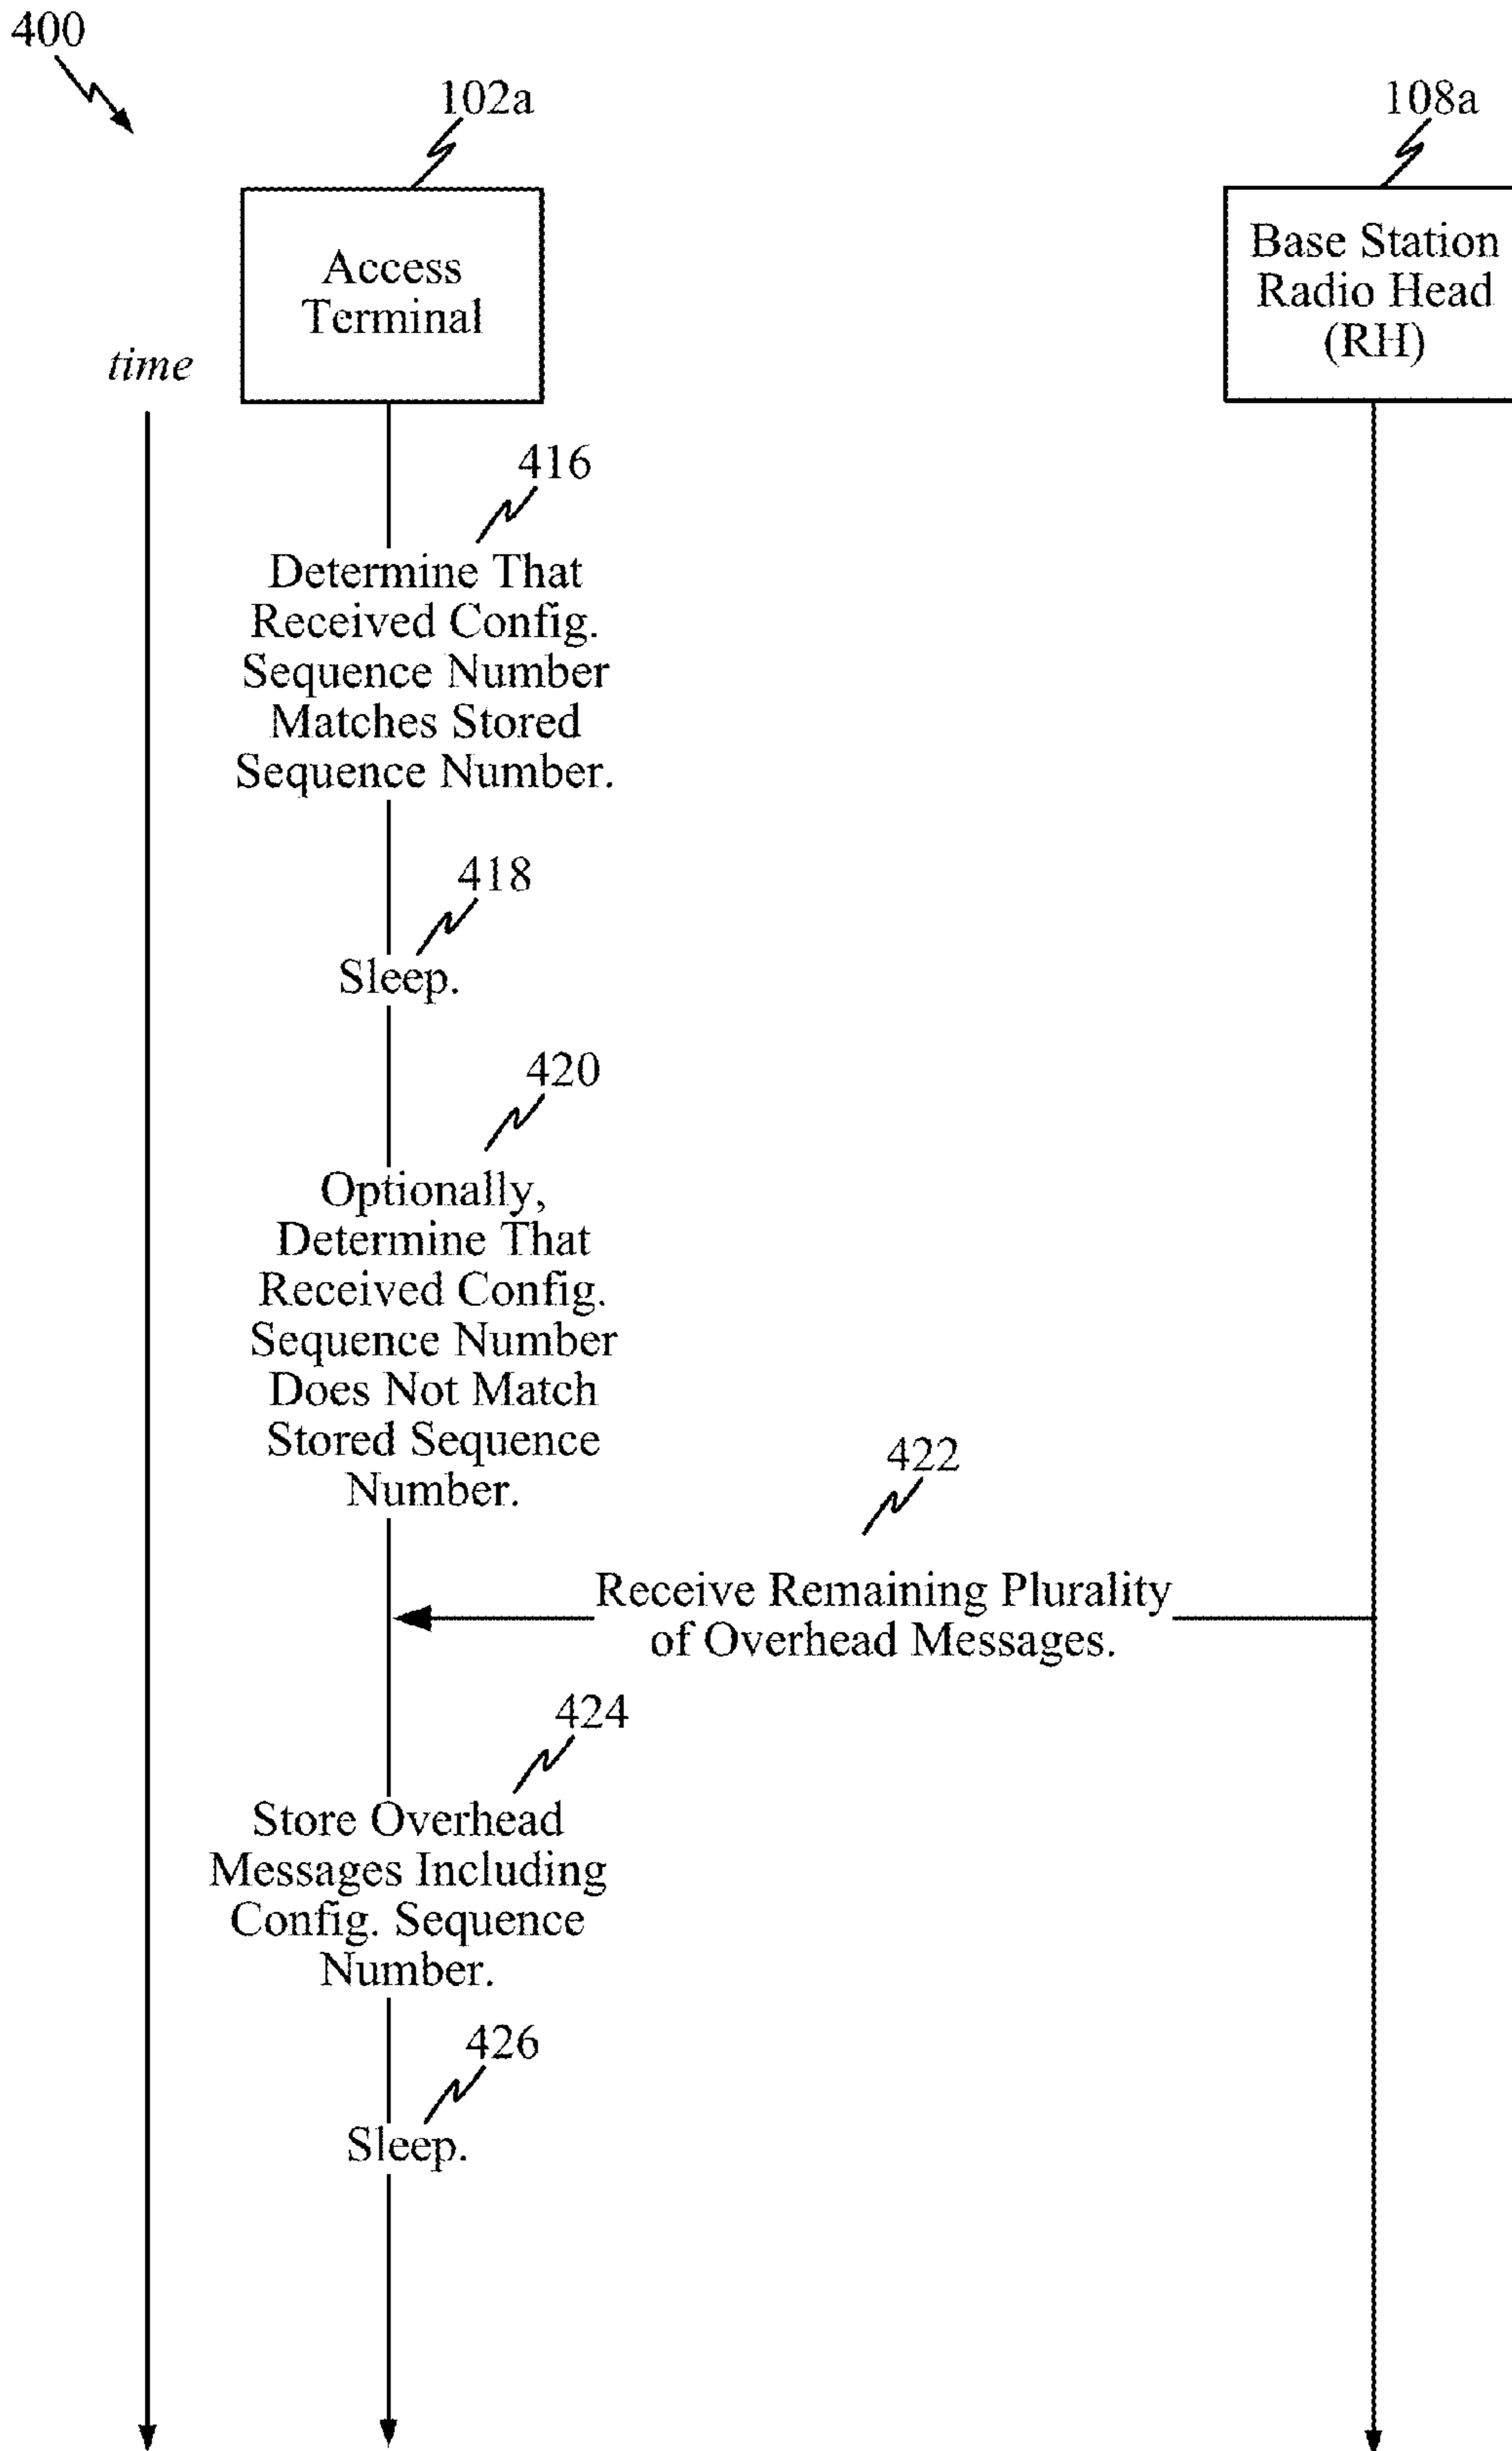 400
102a
108a
Access
Terminal
Base Station
Radio Head
(RH)
time
416
Determine That
Received Config.
Sequence Number
Matches Stored
Sequence Number.
418
Sleep.
420
Optionally,
Determine That
Received Config.
Sequence Number
Does Not Match
Stored Sequence
Number.
422
Receive Remaining Plurality
of Overhead Messages.
424
Store Overhead
Messages Including
Config. Sequence
Number.
426
Sleep.